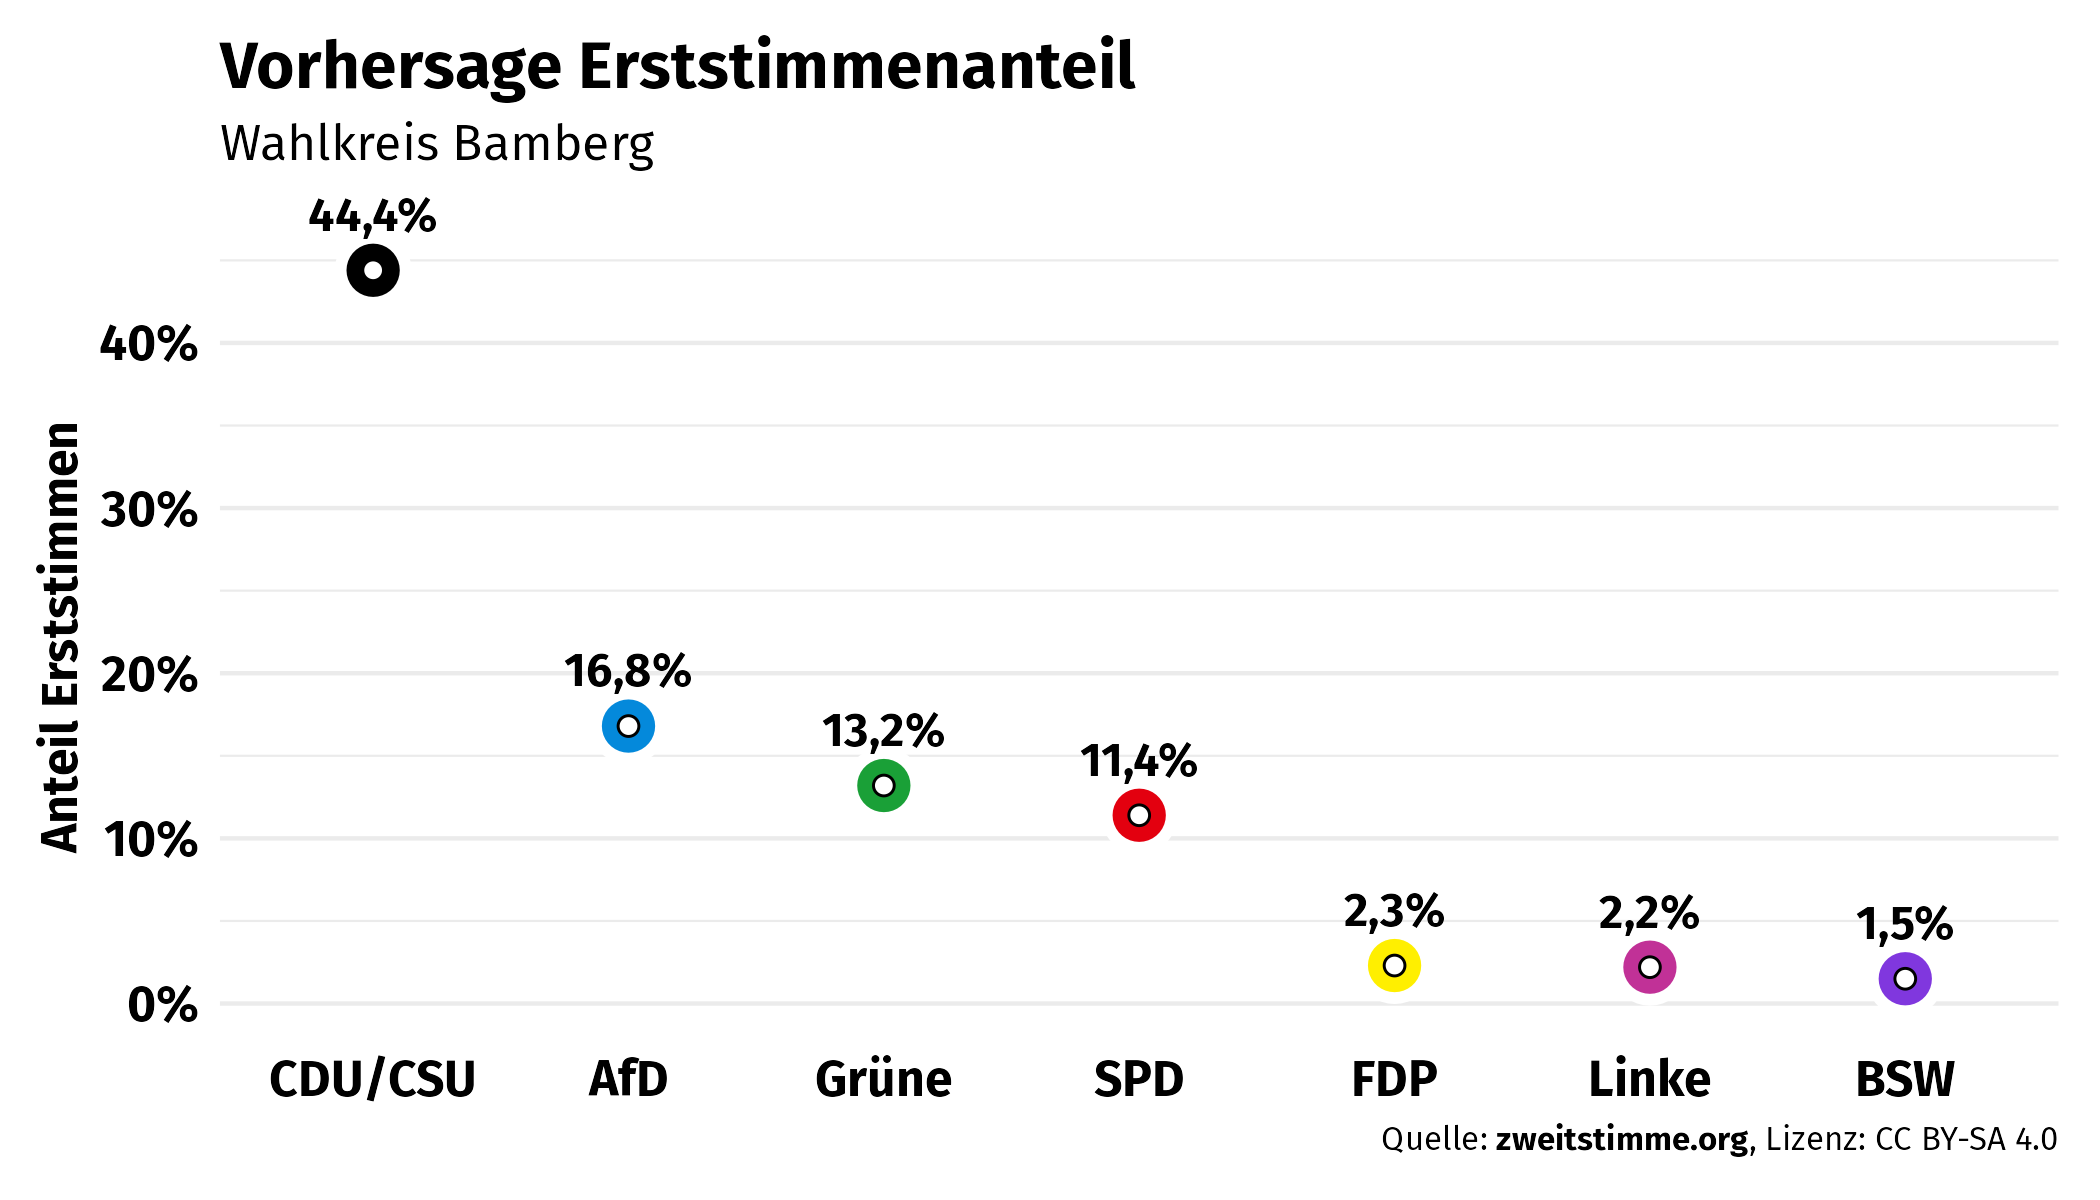 Vorhersage Erststimmenanteil
Wahlkreis Bamberg
44,4%
40%
30%
20%
10%
0%
Anteil Erststimmen
16,8%
13,2%
11,4%
2,3%
2,2%
1,5%
CDU/CSU AfD Grüne SPD FDP Linke BSW
Quelle: zweitstimme.org, Lizenz: CC BY-SA 4.0